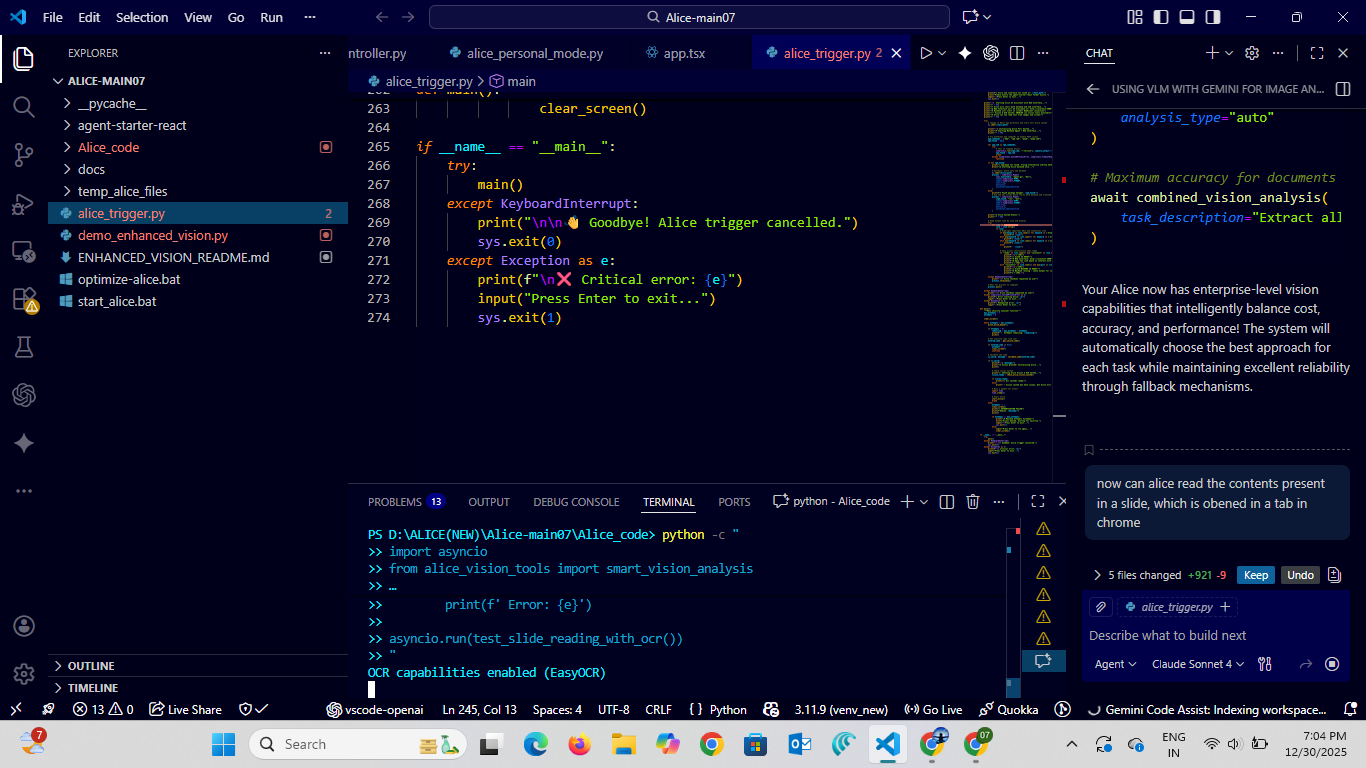 File Edit Selection View Go Run ···
Alice-main07
EXPLORER
ALICE-MAIN07
__pycache__
agent-starter-react
Alice_code
docs
temp_alice_files
alice_trigger.py 2
demo_enhanced_vision.py
ENHANCED_VISION_README.md
optimize-alice.bat
start_alice.bat
OUTLINE
TIMELINE
ntroller.py alice_personal_mode.py app.tsx alice_trigger.py 2
alice_trigger.py > main
262 def main():
263 clear_screen()
264
265 if __name__ == "__main__":
266 try:
267 main()
268 except KeyboardInterrupt:
269 print("\n\n👋 Goodbye! Alice trigger cancelled.")
270 sys.exit(0)
271 except Exception as e:
272 print(f"\n❌ Critical error: {e}")
273 input("Press Enter to exit...")
274 sys.exit(1)
PROBLEMS 13 OUTPUT DEBUG CONSOLE TERMINAL PORTS python - Alice_code
PS D:\ALICE(NEW)\Alice-main07\Alice_code> python -c "
>> import asyncio
>> from alice_vision_tools import smart_vision_analysis
>> …
>> print(f' Error: {e}')
>>
>> asyncio.run(test_slide_reading_with_ocr())
>> "
OCR capabilities enabled (EasyOCR)
CHAT
USING VLM WITH GEMINI FOR IMAGE AN...
analysis_type="auto"
)
# Maximum accuracy for documents
await combined_vision_analysis(
task_description="Extract all
)
Your Alice now has enterprise-level vision
capabilities that intelligently balance cost,
accuracy, and performance! The system will
automatically choose the best approach for
each task while maintaining excellent reliability
through fallback mechanisms.
now can alice read the contents present
in a slide, which is obened in a tab in
chrome
5 files changed +921 -9 Keep Undo
alice_trigger.py
Describe what to build next
Agent Claude Sonnet 4
13 0 Live Share vscode-openai Ln 245, Col 13 Spaces: 4 UTF-8 CRLF { } Python 3.11.9 (venv_new) Go Live Quokka Gemini Code Assist: Indexing workspace...
7 Search 07 ENG
IN 7:04 PM
12/30/2025